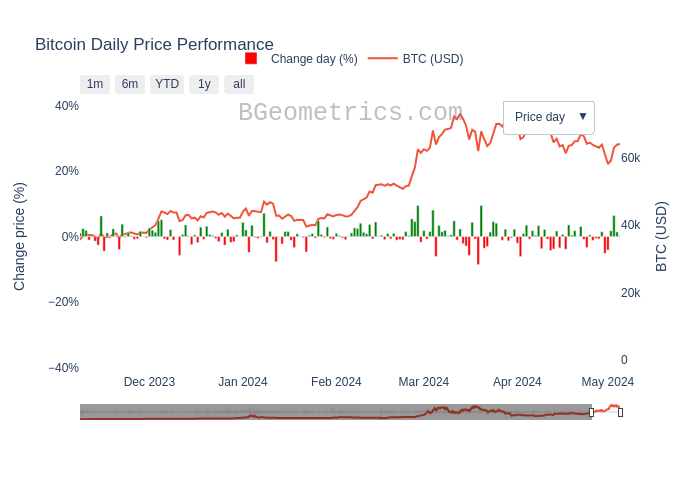 Bitcoin Daily Price Performance
Change day (%)
BTC (USD)
1m
6m
YTD
1y
all
BGeometrics.com
Price day ▼
40%
20%
0%
−20%
−40%
Change price (%)
60k
40k
20k
0
BTC (USD)
Dec 2023
Jan 2024
Feb 2024
Mar 2024
Apr 2024
May 2024